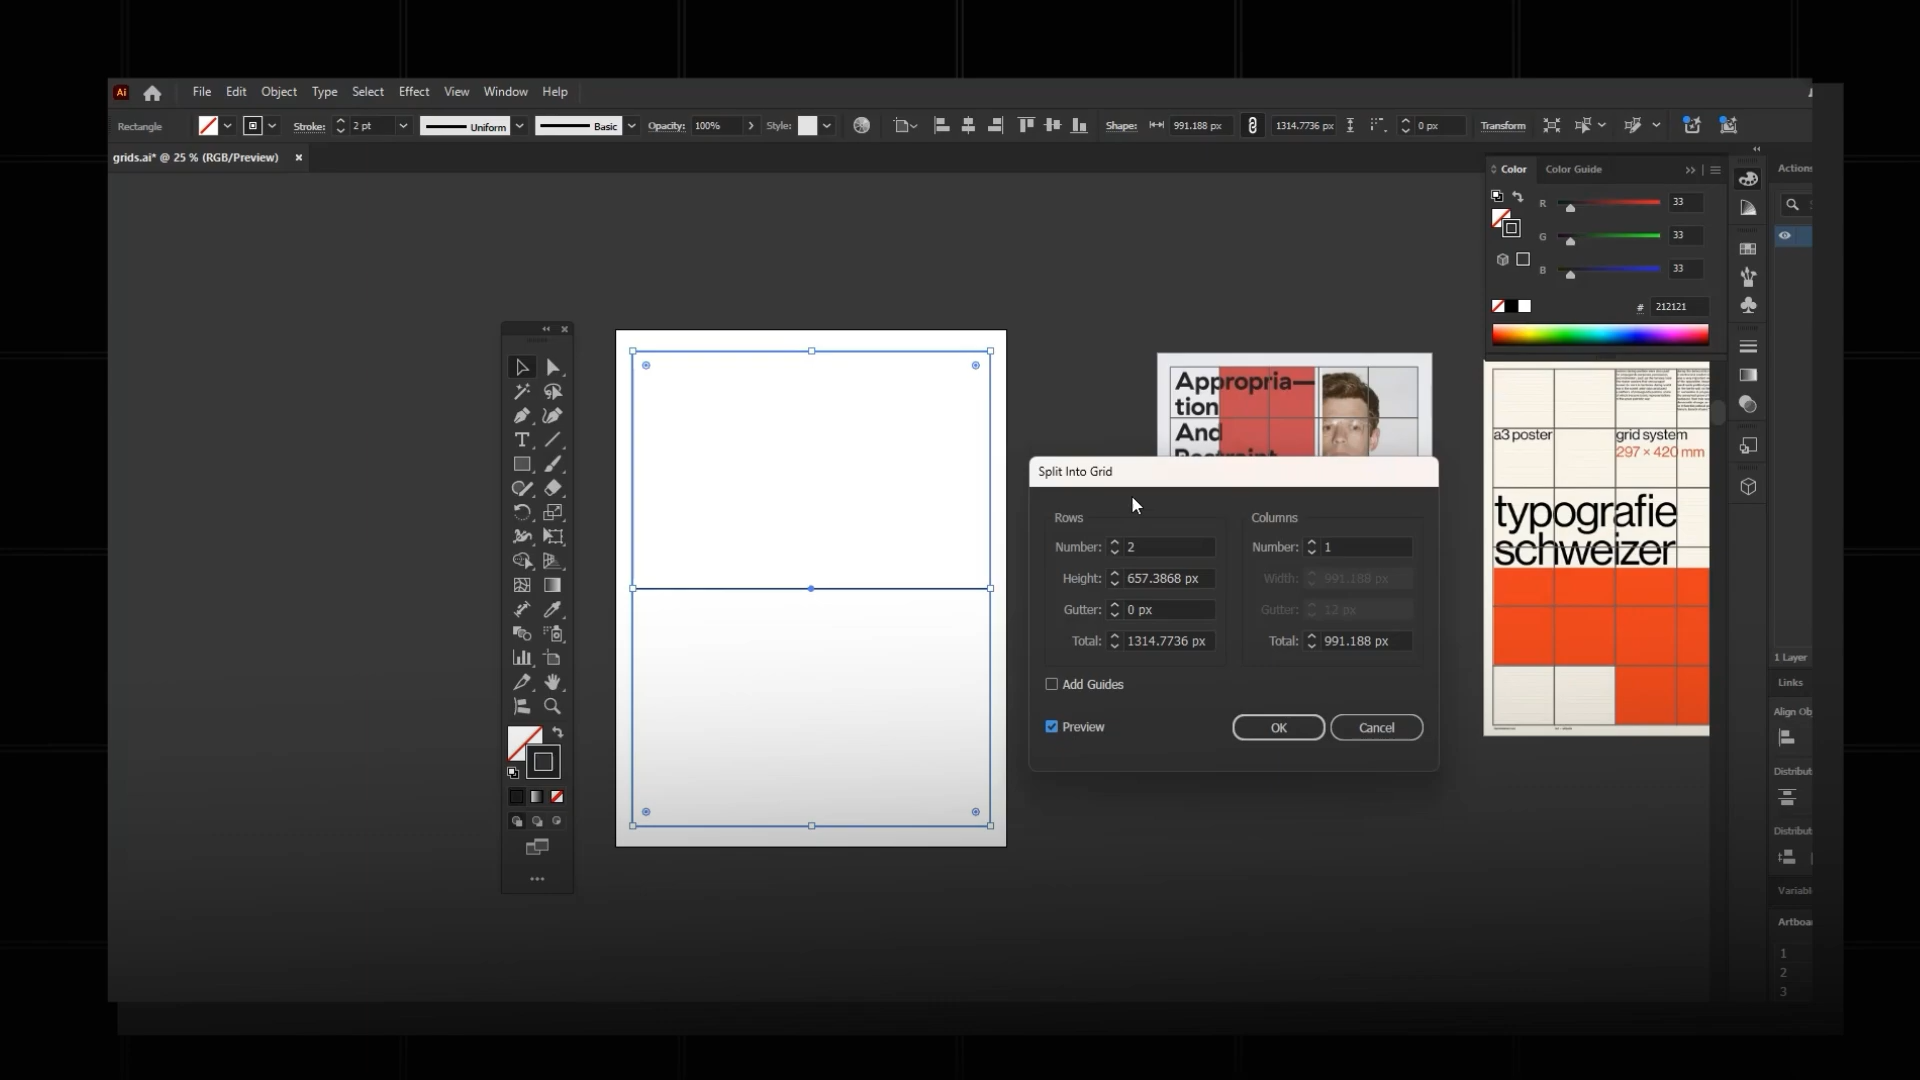 Ai
File Edit Object Type Select Effect View Window Help
Rectangle Stroke: 2 pt Uniform Basic Opacity: 100% Style: Shape: 991.188 px 1314.7736 px 0 px Transform
grids.ai* @ 25 % (RGB/Preview) ×
Color Color Guide
Actions
R 33
G 33
B 33
# 212121
Appropria—
tion
And
Restraint
a3 poster
grid system
297 × 420 mm
typografie
schweizer
Split Into Grid
Rows Columns
Number: 2 Number: 1
Height: 657.3868 px Width: 991.188 px
Gutter: 0 px Gutter: 12 px
Total: 1314.7736 px Total: 991.188 px
Add Guides
Preview OK Cancel
1 Layer
Links
Align Ob
Distribut
Distribut
Variabl
Artboa
1
2
3